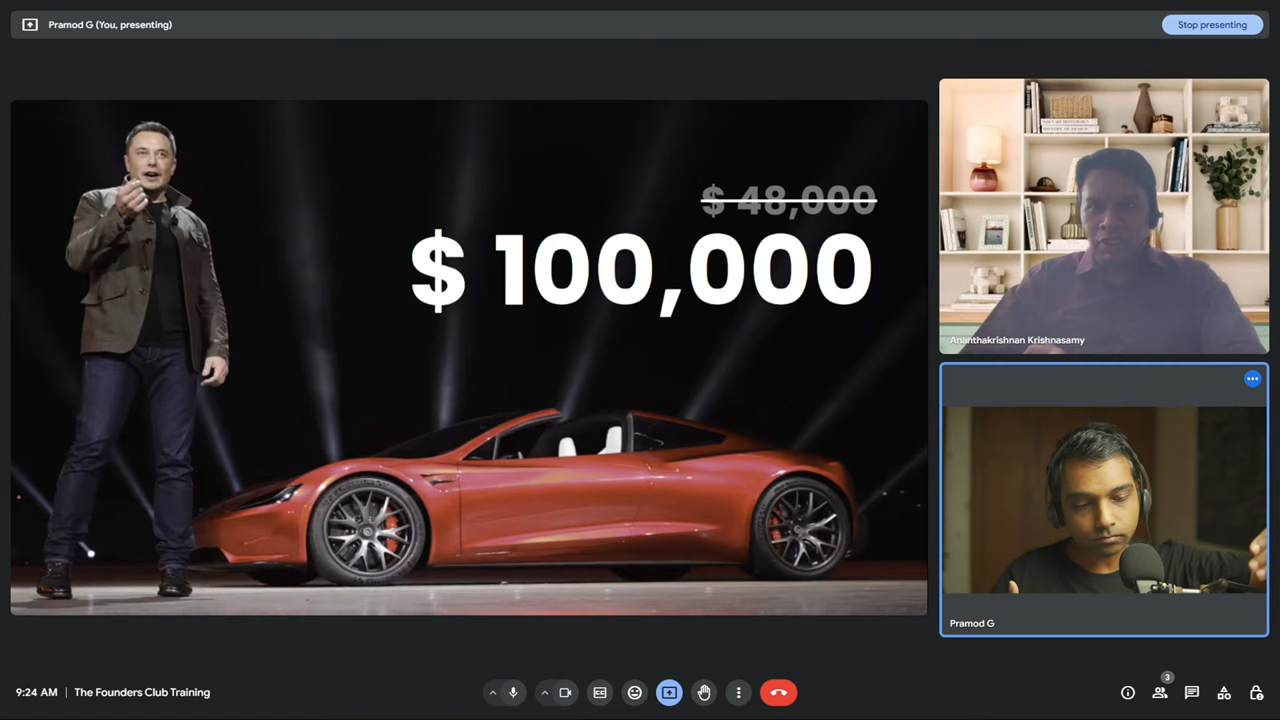 Pramod G (You, presenting)
Stop presenting
$ 48,000
$ 100,000
Ananthakrishnan Krishnasamy
Pramod G
9:24 AM | The Founders Club Training
CC
3